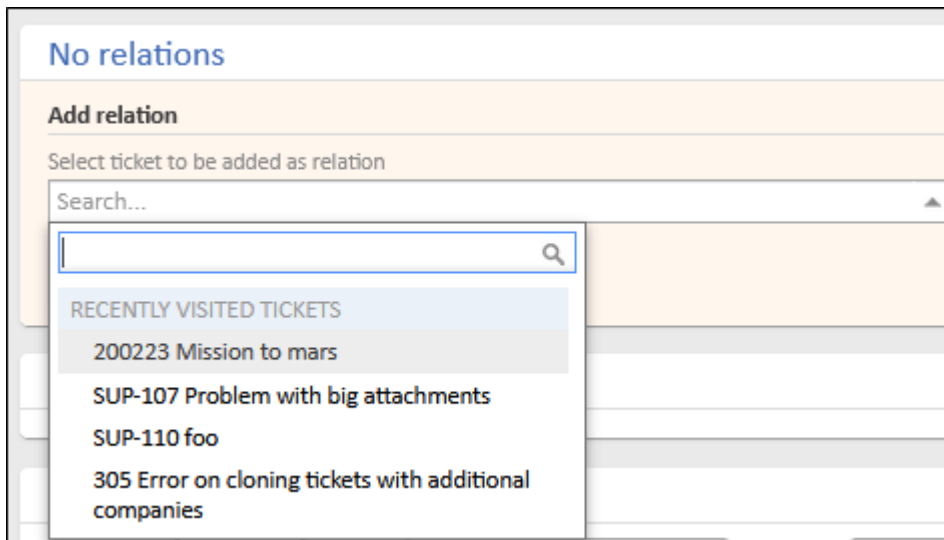 No relations
Add relation
Select ticket to be added as relation
Search...
RECENTLY VISITED TICKETS
200223 Mission to mars
SUP-107 Problem with big attachments
SUP-110 foo
305 Error on cloning tickets with additional
companies